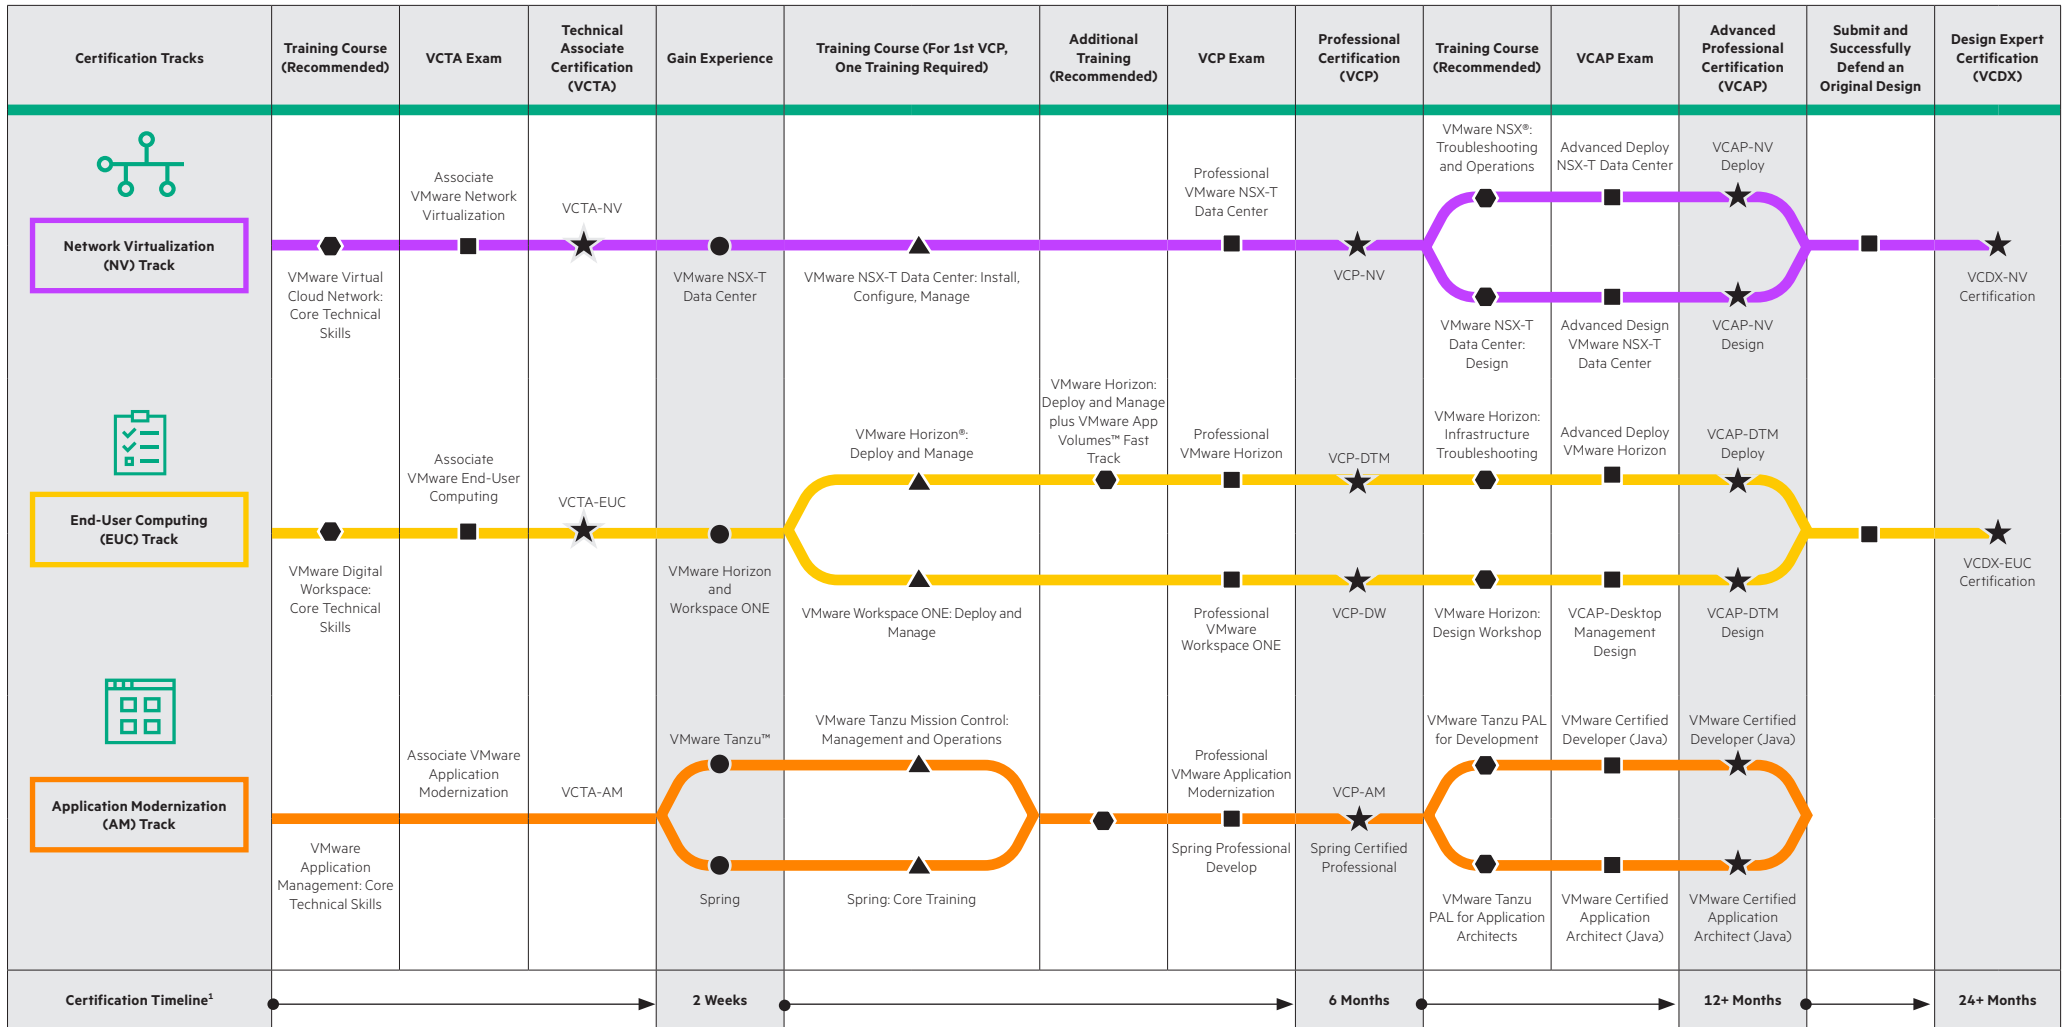 Certification Tracks
Training Course
(Recommended)
VCTA Exam
Technical
Associate
Certification
(VCTA)
Gain Experience
Training Course (For 1st VCP,
One Training Required)
Additional
Training
(Recommended)
VCP Exam
Professional
Certification
(VCP)
Training Course
(Recommended)
VCAP Exam
Advanced
Professional
Certification
(VCAP)
Submit and
Successfully
Defend an
Original Design
Design Expert
Certification
(VCDX)
Network Virtualization
(NV) Track
VMware Virtual
Cloud Network:
Core Technical
Skills
Associate
VMware Network
Virtualization
VCTA-NV
VMware NSX-T
Data Center
VMware NSX-T Data Center: Install,
Configure, Manage
Professional
VMware NSX-T
Data Center
VCP-NV
VMware NSX®:
Troubleshooting
and Operations
Advanced Deploy
NSX-T Data Center
VCAP-NV
Deploy
VMware NSX-T
Data Center:
Design
Advanced Design
VMware NSX-T
Data Center
VCAP-NV
Design
VCDX-NV
Certification
End-User Computing
(EUC) Track
VMware Digital
Workspace:
Core Technical
Skills
Associate
VMware End-User
Computing
VCTA-EUC
VMware Horizon
and
Workspace ONE
VMware Horizon®:
Deploy and Manage
VMware Horizon:
Deploy and Manage
plus VMware App
Volumes™ Fast
Track
Professional
VMware Horizon
VCP-DTM
VMware Horizon:
Infrastructure
Troubleshooting
Advanced Deploy
VMware Horizon
VCAP-DTM
Deploy
VMware Workspace ONE: Deploy and
Manage
Professional
VMware
Workspace ONE
VCP-DW
VMware Horizon:
Design Workshop
VCAP-Desktop
Management
Design
VCAP-DTM
Design
VCDX-EUC
Certification
Application Modernization
(AM) Track
VMware
Application
Management: Core
Technical Skills
Associate VMware
Application
Modernization
VCTA-AM
VMware Tanzu™
VMware Tanzu Mission Control:
Management and Operations
Spring
Spring: Core Training
Professional
VMware Application
Modernization
Spring Professional
Develop
VCP-AM
Spring Certified
Professional
VMware Tanzu PAL
for Development
VMware Certified
Developer (Java)
VMware Certified
Developer (Java)
VMware Tanzu
PAL for Application
Architects
VMware Certified
Application
Architect (Java)
VMware Certified
Application
Architect (Java)
Certification Timeline¹
2 Weeks
6 Months
12+ Months
24+ Months